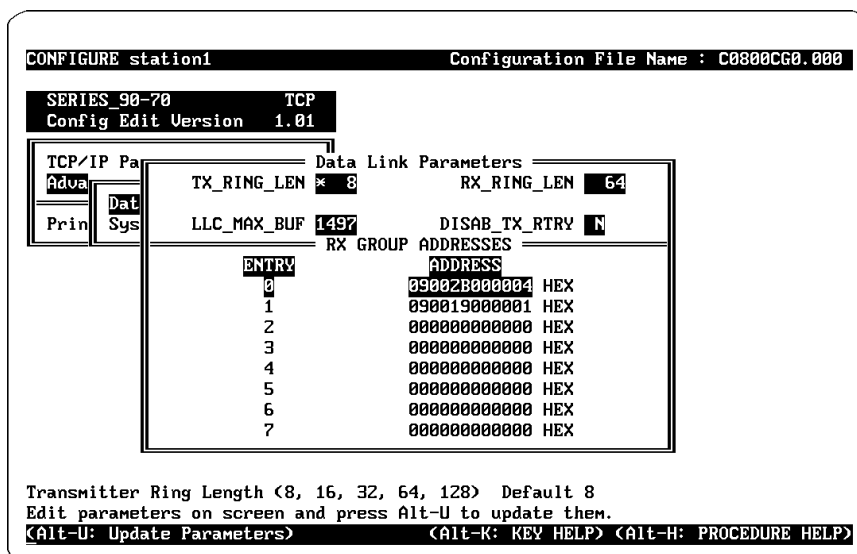 CONFIGURE station1 Configuration File Name : C0800CG0.000
SERIES_90-70 TCP
Config Edit Version 1.01
TCP/IP Pa
Data Link Parameters
Adva
TX_RING_LEN * 8 RX_RING_LEN 64
Dat
Prin Sys LLC_MAX_BUF 1497 DISAB_TX_RTRY N
RX GROUP ADDRESSES
ENTRY ADDRESS
0 09002B000004 HEX
1 090019000001 HEX
2 000000000000 HEX
3 000000000000 HEX
4 000000000000 HEX
5 000000000000 HEX
6 000000000000 HEX
7 000000000000 HEX
Transmitter Ring Length (8, 16, 32, 64, 128) Default 8
Edit parameters on screen and press Alt-U to update them.
(Alt-U: Update Parameters) (Alt-K: KEY HELP) (Alt-H: PROCEDURE HELP)